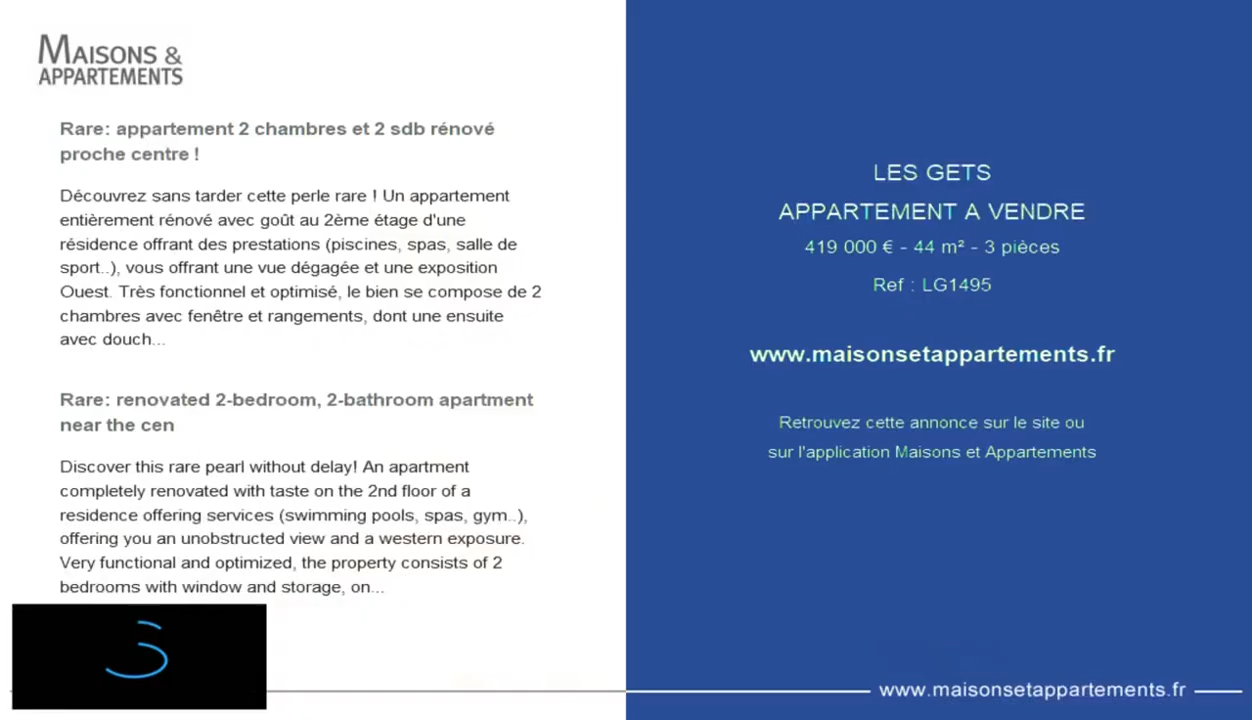 MAISONS &
APPARTEMENTS
Rare: appartement 2 chambres et 2 sdb rénové
proche centre !
Découvrez sans tarder cette perle rare ! Un appartement
entièrement rénové avec goût au 2ème étage d'une
résidence offrant des prestations (piscines, spas, salle de
sport..), vous offrant une vue dégagée et une exposition
Ouest. Très fonctionnel et optimisé, le bien se compose de 2
chambres avec fenêtre et rangements, dont une ensuite
avec douch...
Rare: renovated 2-bedroom, 2-bathroom apartment
near the cen
Discover this rare pearl without delay! An apartment
completely renovated with taste on the 2nd floor of a
residence offering services (swimming pools, spas, gym..),
offering you an unobstructed view and a western exposure.
Very functional and optimized, the property consists of 2
bedrooms with window and storage, on...
LES GETS
APPARTEMENT A VENDRE
419 000 € - 44 m² - 3 pièces
Ref : LG1495
www.maisonsetappartements.fr
Retrouvez cette annonce sur le site ou
sur l'application Maisons et Appartements
www.maisonsetappartements.fr